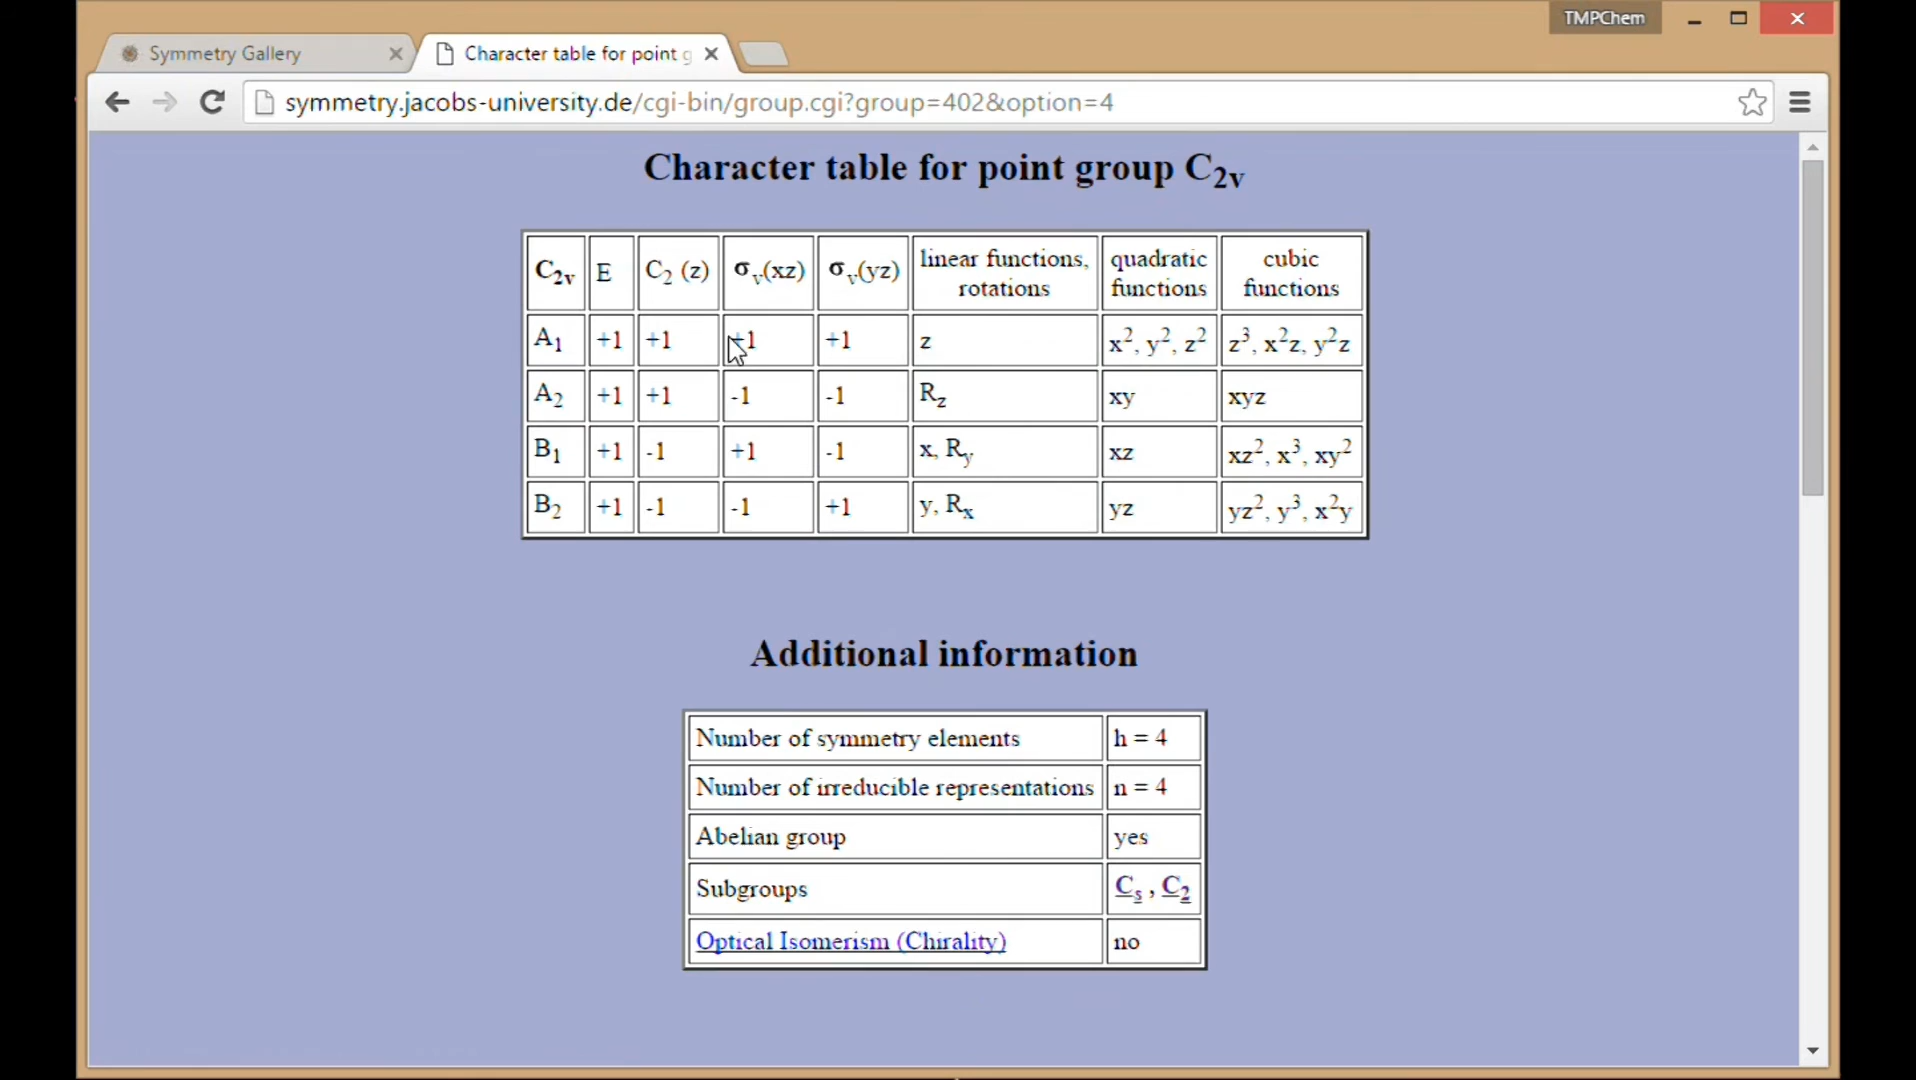 TMPChem
Symmetry Gallery
Character table for point g
symmetry.jacobs-university.de/cgi-bin/group.cgi?group=402&option=4
Character table for point group C2v
C2v E C2 (z) σv(xz) σv(yz) linear functions, rotations quadratic functions cubic functions
A1 +1 +1 +1 +1 z x², y², z² z³, x²z, y²z
A2 +1 +1 -1 -1 Rz xy xyz
B1 +1 -1 +1 -1 x, Ry xz xz², x³, xy²
B2 +1 -1 -1 +1 y, Rx yz yz², y³, x²y
Additional information
Number of symmetry elements h = 4
Number of irreducible representations n = 4
Abelian group yes
Subgroups Cs , C2
Optical Isomerism (Chirality) no